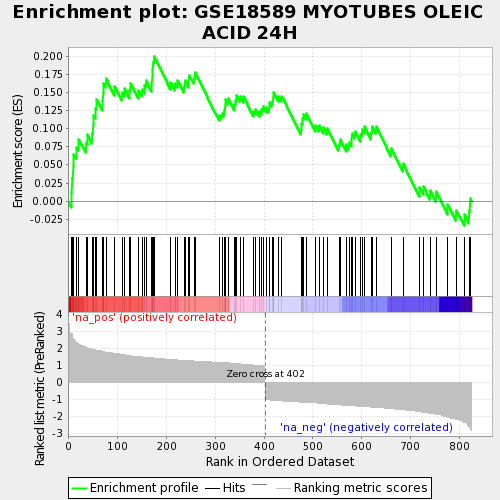 Enrichment plot: GSE18589 MYOTUBES OLEIC
ACID 24H
Enrichment score (ES)
0.200
0.175
0.150
0.125
0.100
0.075
0.050
0.025
0.000
-0.025
'na_pos' (positively correlated)
Ranked list metric (PreRanked)
4
3
2
1
0
-1
-2
-3
Zero cross at 402
'na_neg' (negatively correlated)
0 100 200 300 400 500 600 700 800
Rank in Ordered Dataset
Enrichment profile Hits Ranking metric scores